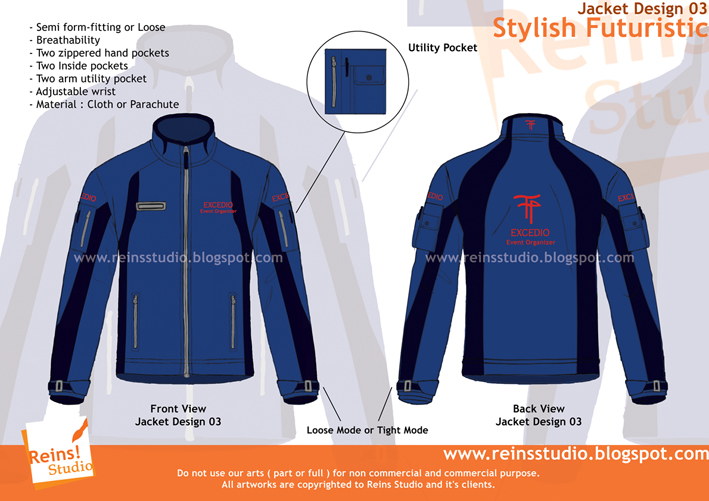 Jacket Design 03
Stylish Futuristic
Reins
Studio
- Semi form-fitting or Loose
- Breathability
- Two zippered hand pockets
- Two Inside pockets
- Two arm utility pocket
- Adjustable wrist
- Material : Cloth or Parachute
Utility Pocket
EXCEDIO
EXCEDIO
Event Organizer
www.reinsstudio.blogspot.com
EXCEDIO
Event Organizer
www.reinsstudio.blogspot.com
Front View
Jacket Design 03
Loose Mode or Tight Mode
Back View
Jacket Design 03
Reins!
Studio
www.reinsstudio.blogspot.com
Do not use our arts ( part or full ) for non commercial and commercial purpose.
All artworks are copyrighted to Reins Studio and it's clients.